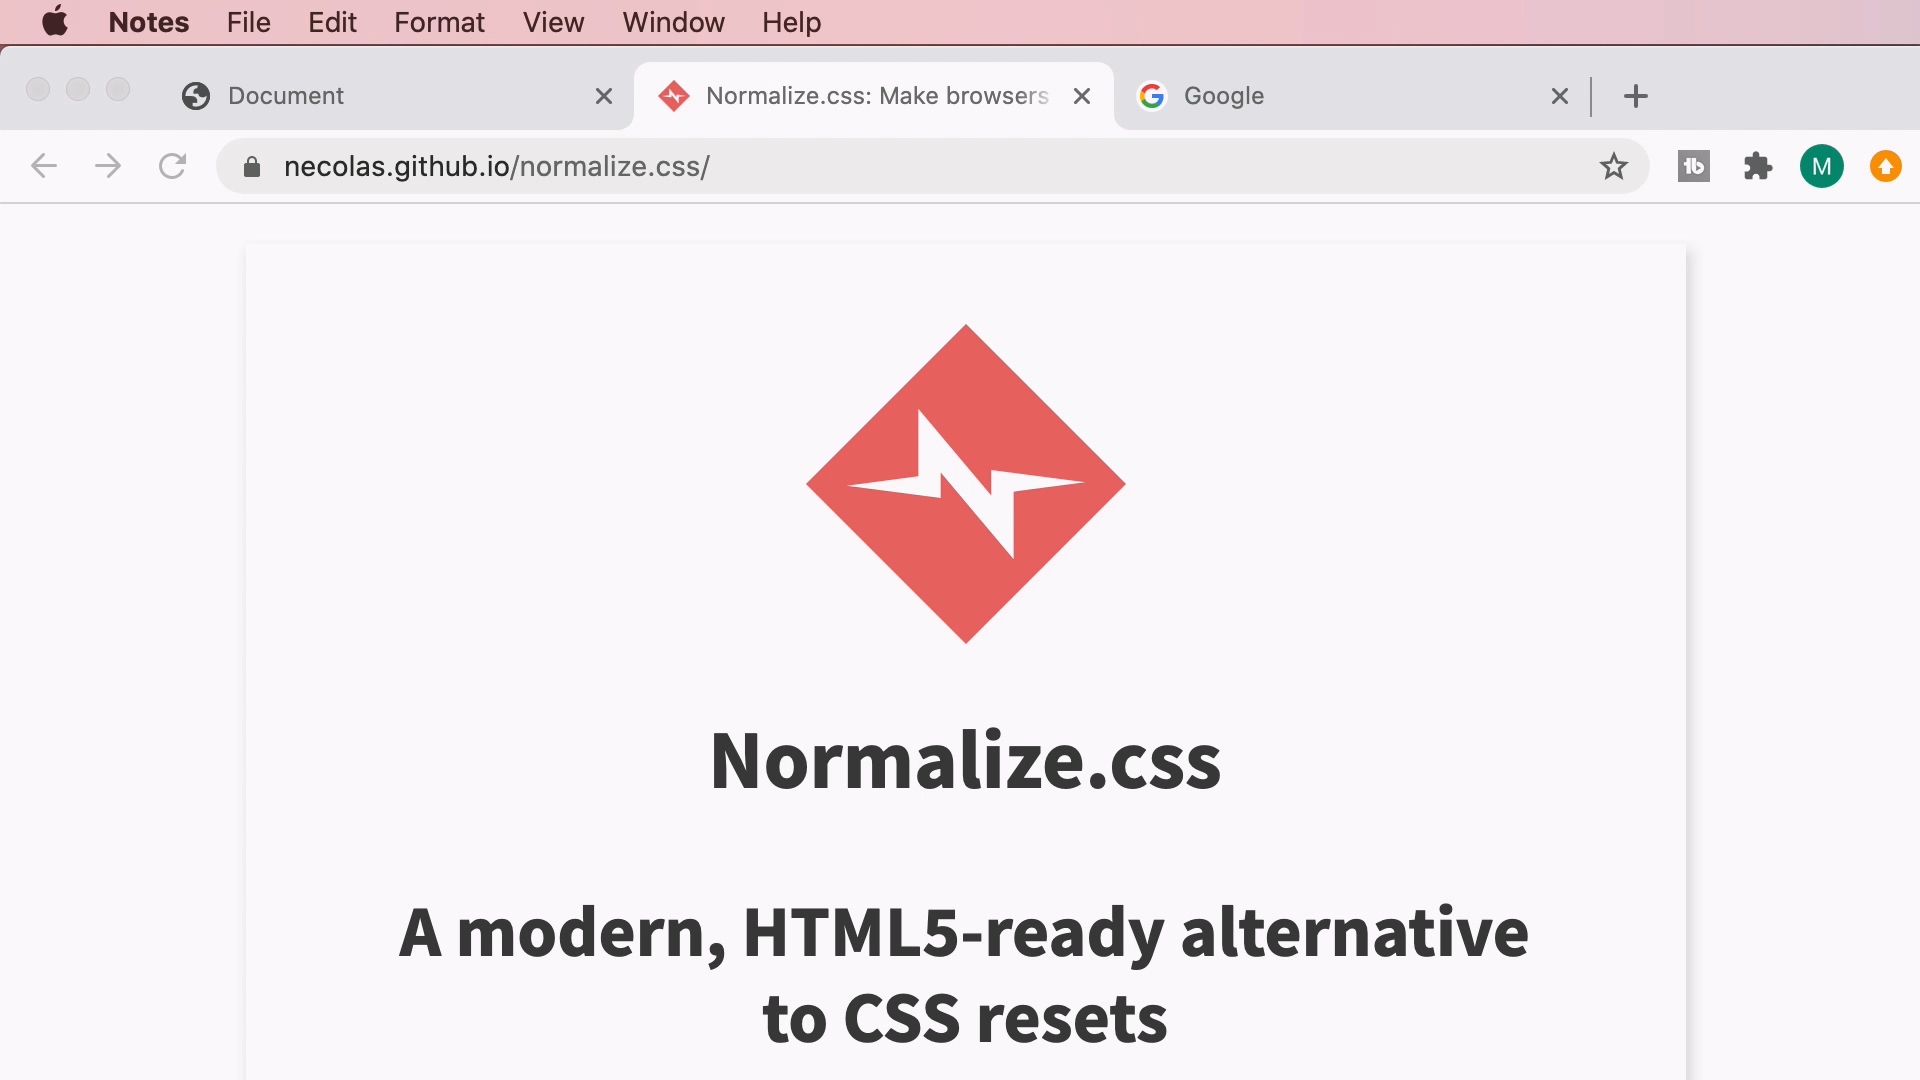 Notes File Edit Format View Window Help
Document Normalize.css: Make browsers Google
necolas.github.io/normalize.css/ M
Normalize.css
A modern, HTML5-ready alternative
to CSS resets